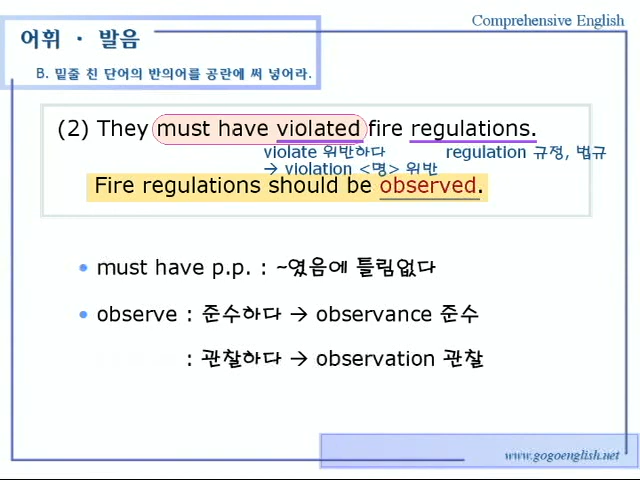 Comprehensive English
어휘 · 발음
B. 밑줄 친 단어의 반의어를 공란에 써 넣어라.
(2) They must have violated fire regulations.
violate 위반하다 regulation 규정, 법규
→ violation <명> 위반
Fire regulations should be observed.
• must have p.p. : ~였음에 틀림없다
• observe : 준수하다 → observance 준수
: 관찰하다 → observation 관찰
www.gogoenglish.net